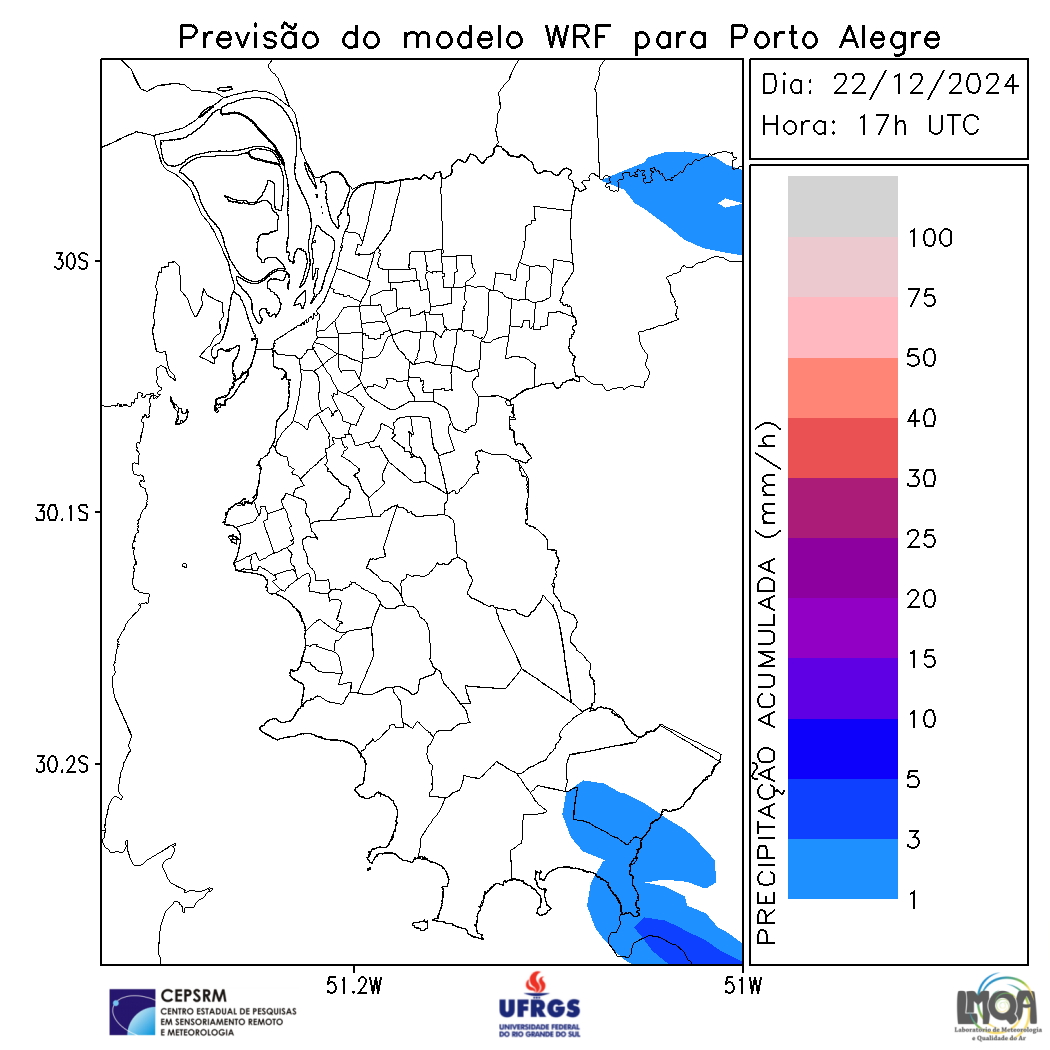 Previsão do modelo WRF para Porto Alegre
Dia: 22/12/2024
Hora: 17h UTC
30S
30.1S
30.2S
51.2W
51W
PRECIPITAÇÃO ACUMULADA (mm/h)
100
75
50
40
30
25
20
15
10
5
3
1
CEPSRM
CENTRO ESTADUAL DE PESQUISAS
EM SENSORIAMENTO REMOTO
E METEOROLOGIA
UFRGS
UNIVERSIDADE FEDERAL
DO RIO GRANDE DO SUL
LMQA
Laboratório de Meteorologia
e Qualidade do Ar